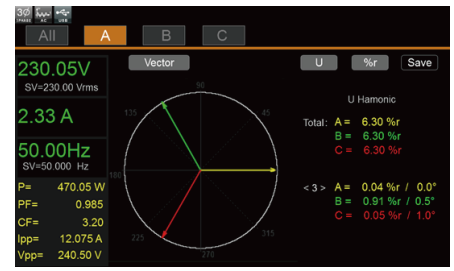 3Ø
AC
USB
All
A
B
C
230.05V
SV=230.00 Vrms
2.33 A
50.00Hz
SV=50.000 Hz
P= 470.05 W
PF= 0.985
CF= 3.20
Ipp= 12.075 A
Vpp= 240.50 V
Vector
90
135
45
180
225
315
270
U
%r
Save
U Hamonic
Total: A = 6.30 %r
B = 6.30 %r
C = 6.30 %r
< 3 > A = 0.04 %r / 0.0°
B = 0.91 %r / 0.5°
C = 0.05 %r / 1.0°